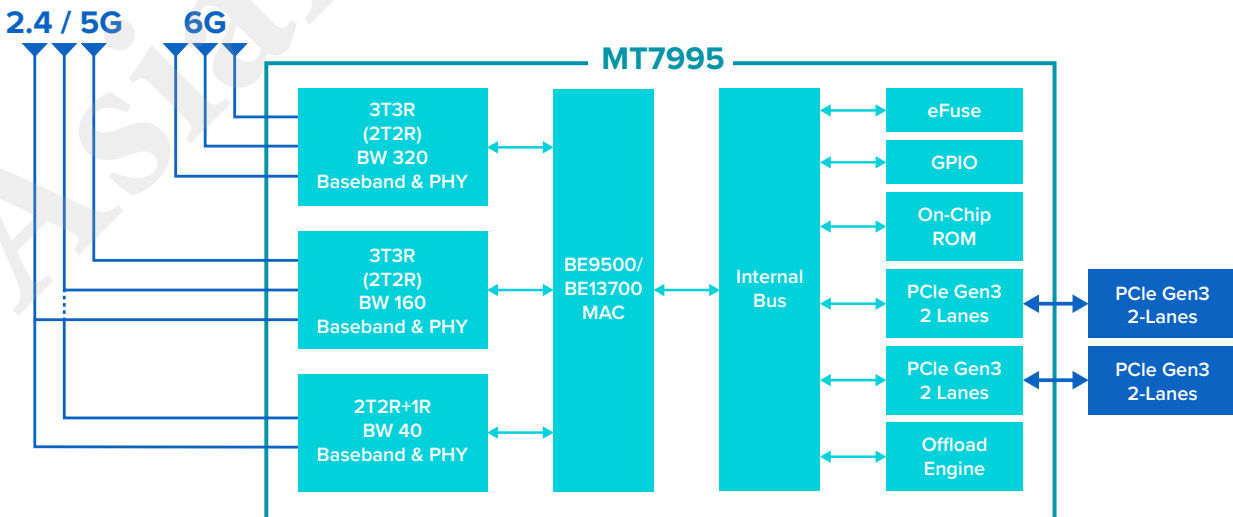 2.4 / 5G
6G
MT7995
3T3R
(2T2R)
BW 320
Baseband & PHY
3T3R
(2T2R)
BW 160
Baseband & PHY
2T2R+1R
BW 40
Baseband & PHY
BE9500/
BE13700
MAC
Internal
Bus
eFuse
GPIO
On-Chip
ROM
PCIe Gen3
2 Lanes
PCIe Gen3
2 Lanes
Offload
Engine
PCIe Gen3
2-Lanes
PCIe Gen3
2-Lanes